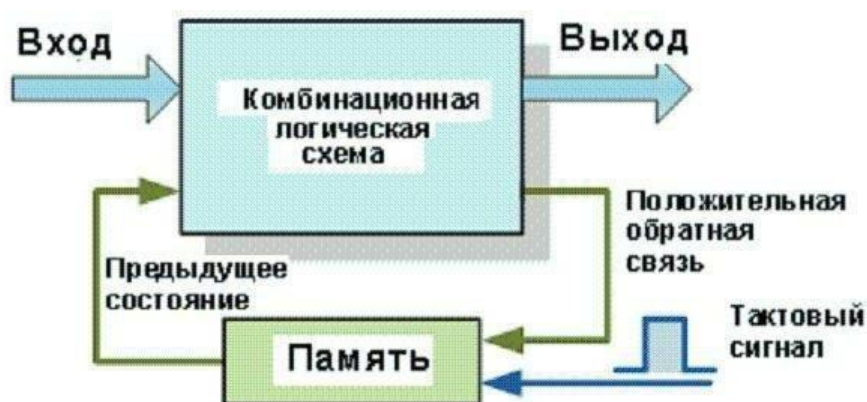 Вход
Выход
Комбинационная
логическая
схема
Положительная
обратная
связь
Предыдущее
состояние
Память
Тактовый
сигнал